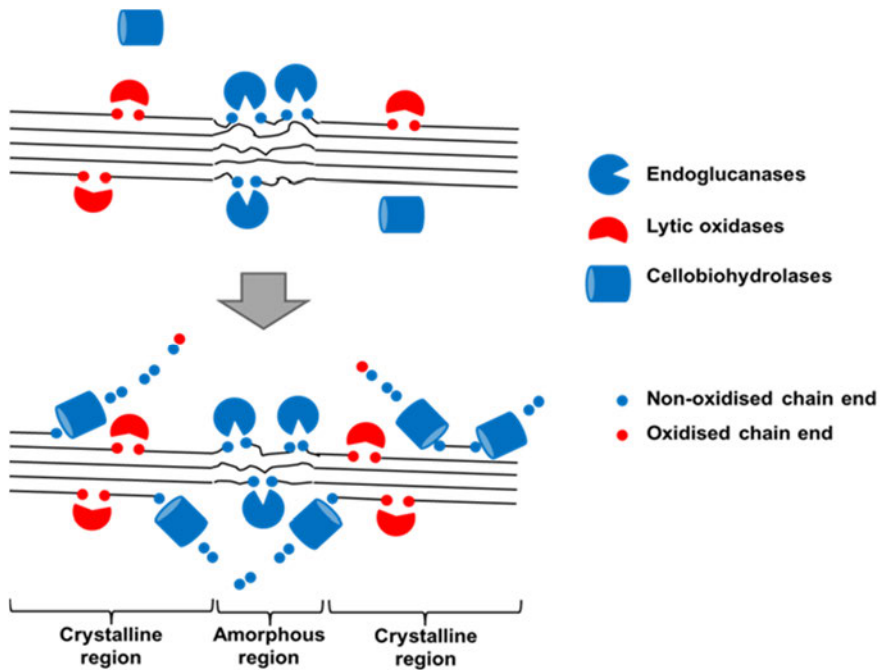 Endoglucanases
Lytic oxidases
Cellobiohydrolases
Non-oxidised chain end
Oxidised chain end
Crystalline
region
Amorphous
region
Crystalline
region